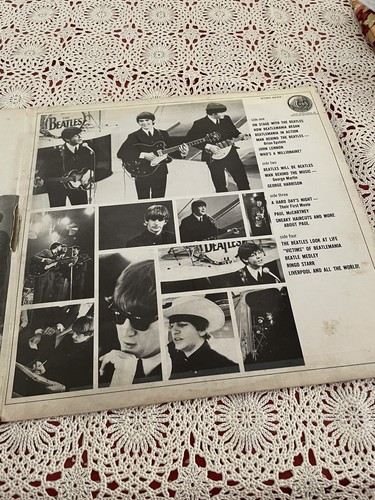 BEATLES
side one
ON STAGE WITH THE BEATLES
HOW BEATLEMANIA BEGAN
BEATLEMANIA IN ACTION
MAN BEHIND THE BEATLES—
Brian Epstein
JOHN LENNON
WHO'S A MILLIONAIRE?
side two
BEATLES WILL BE BEATLES
MAN BEHIND THE MUSIC—
George Martin
GEORGE HARRISON
side three
A HARD DAY'S NIGHT—
Their First Movie
PAUL McCARTNEY
SNEAKY HAIRCUTS AND MORE
ABOUT PAUL
side four
THE BEATLES LOOK AT LIFE
"VICTIMS" OF BEATLEMANIA
BEATLE MEDLEY
RINGO STARR
LIVERPOOL AND ALL THE WORLD!
BEATLES